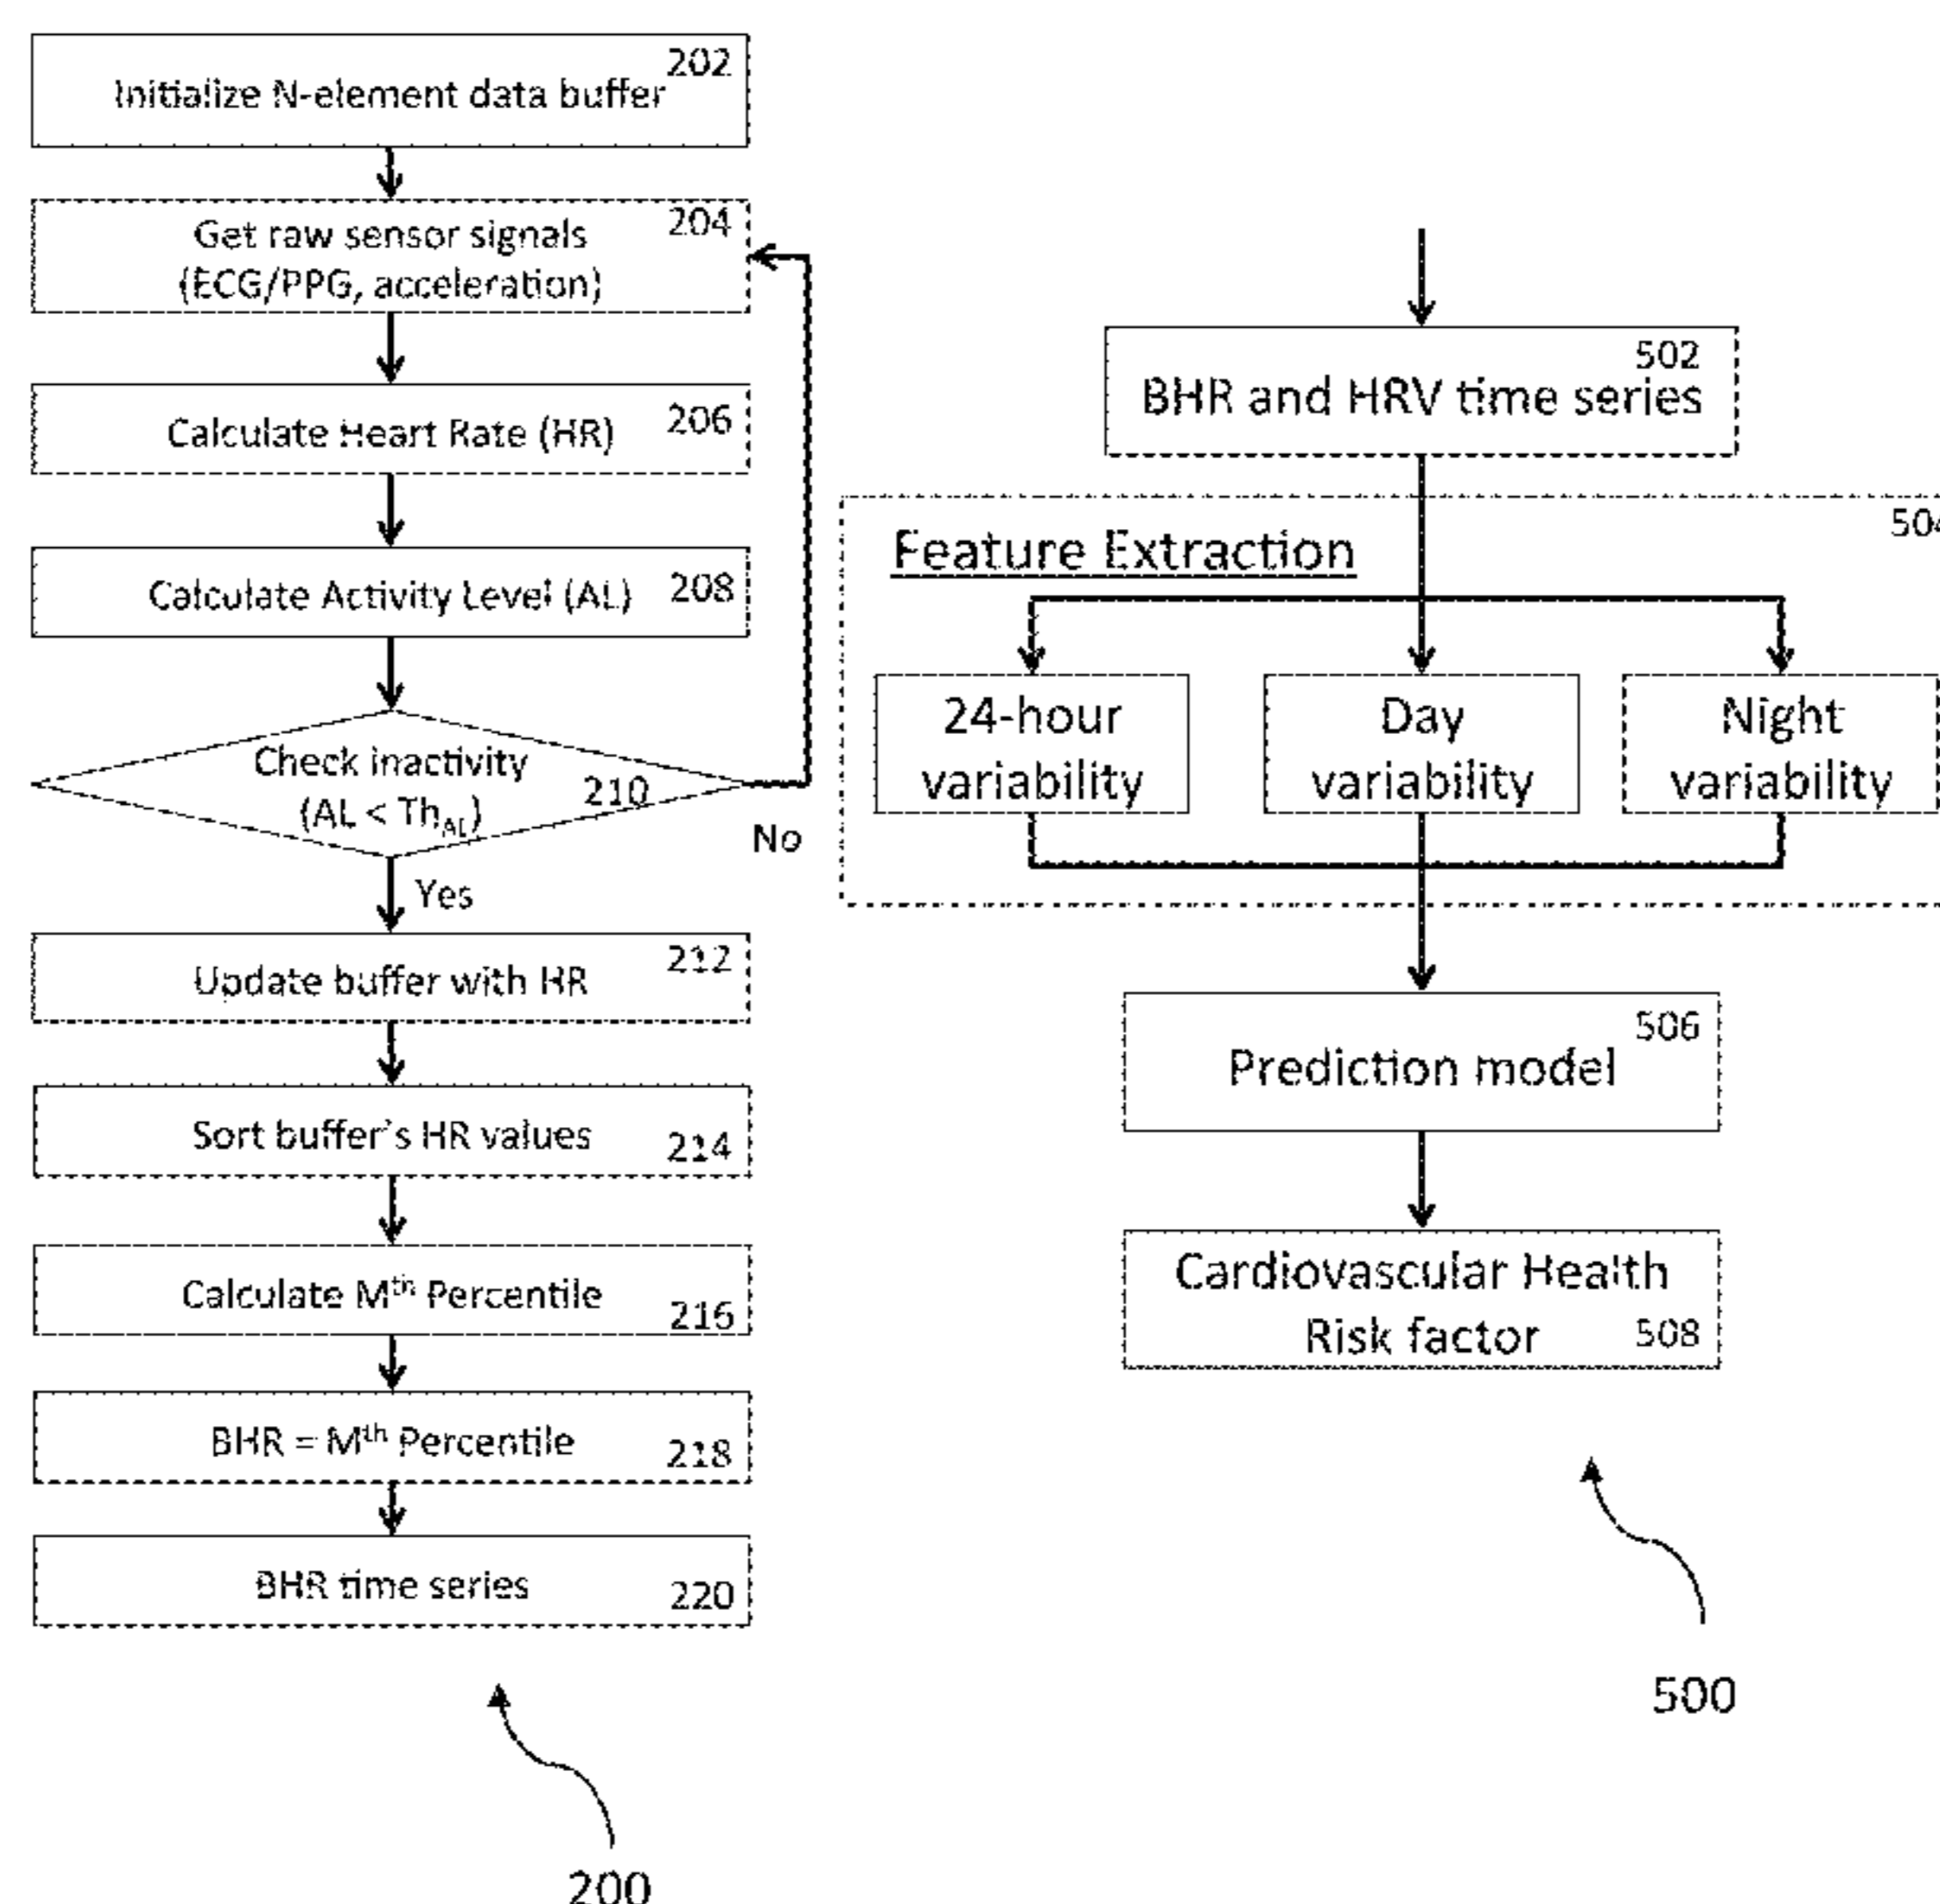 202
Initialize N-element data buffer
204
Get raw sensor signals
(ECG/PPG, acceleration)
206
Calculate Heart Rate (HR)
Calculate Activity Level (AL) 208
Check inactivity
210
(AL < Th_AL)
No
Yes
212
Update buffer with HR
Sort buffer's HR values
214
Calculate Mth Percentile
216
BHR = Mth Percentile
218
BHR time series
220
200
502
BHR and HRV time series
504
Feature Extraction
24-hour
variability
Day
variability
Night
variability
506
Prediction model
Cardiovascular Health
Risk factor 508
500